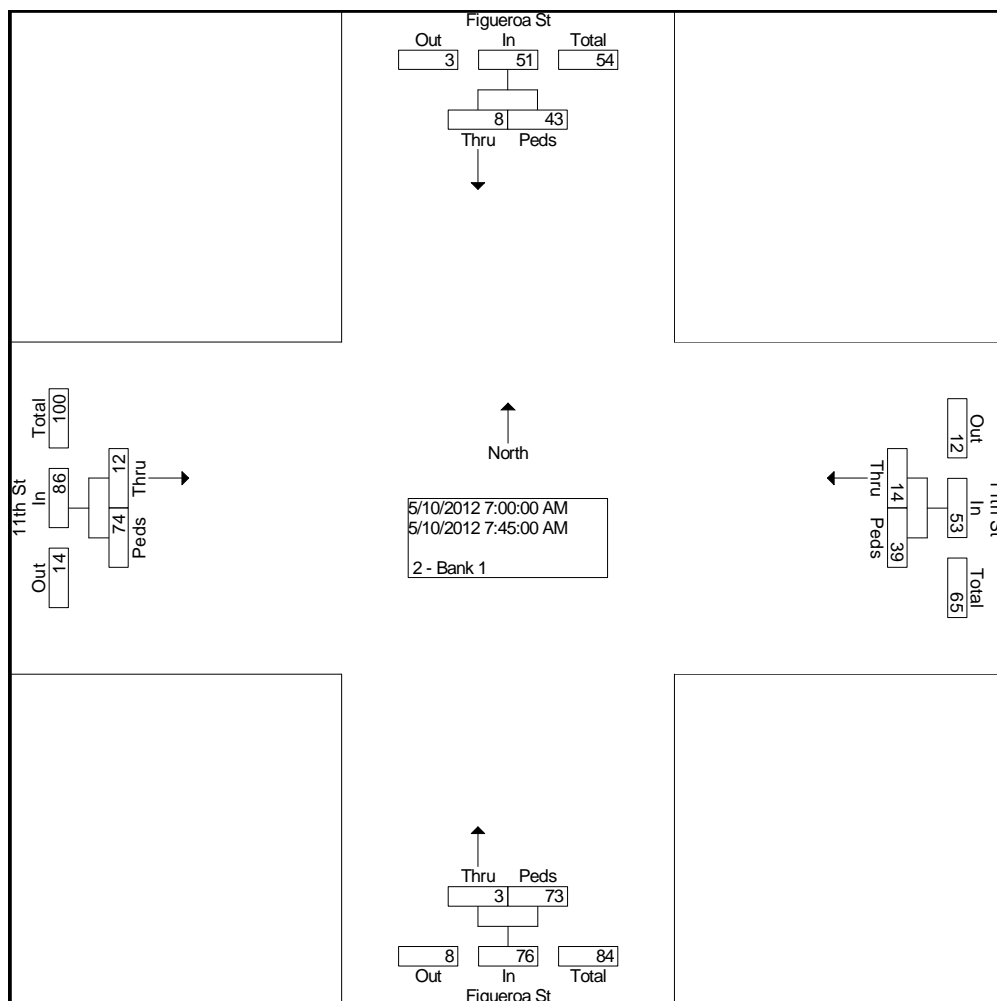 Figueroa St
Out In Total
3 51 54
8 43
Thru Peds
Total 100
In 86
Out 14
11th St
12 Thru
74 Peds
North
5/10/2012 7:00:00 AM
5/10/2012 7:45:00 AM
2 - Bank 1
Thru 14
Peds 39
Out 12
In 53
Total 65
11th St
Thru Peds
3 73
8 76 84
Out In Total
Figueroa St